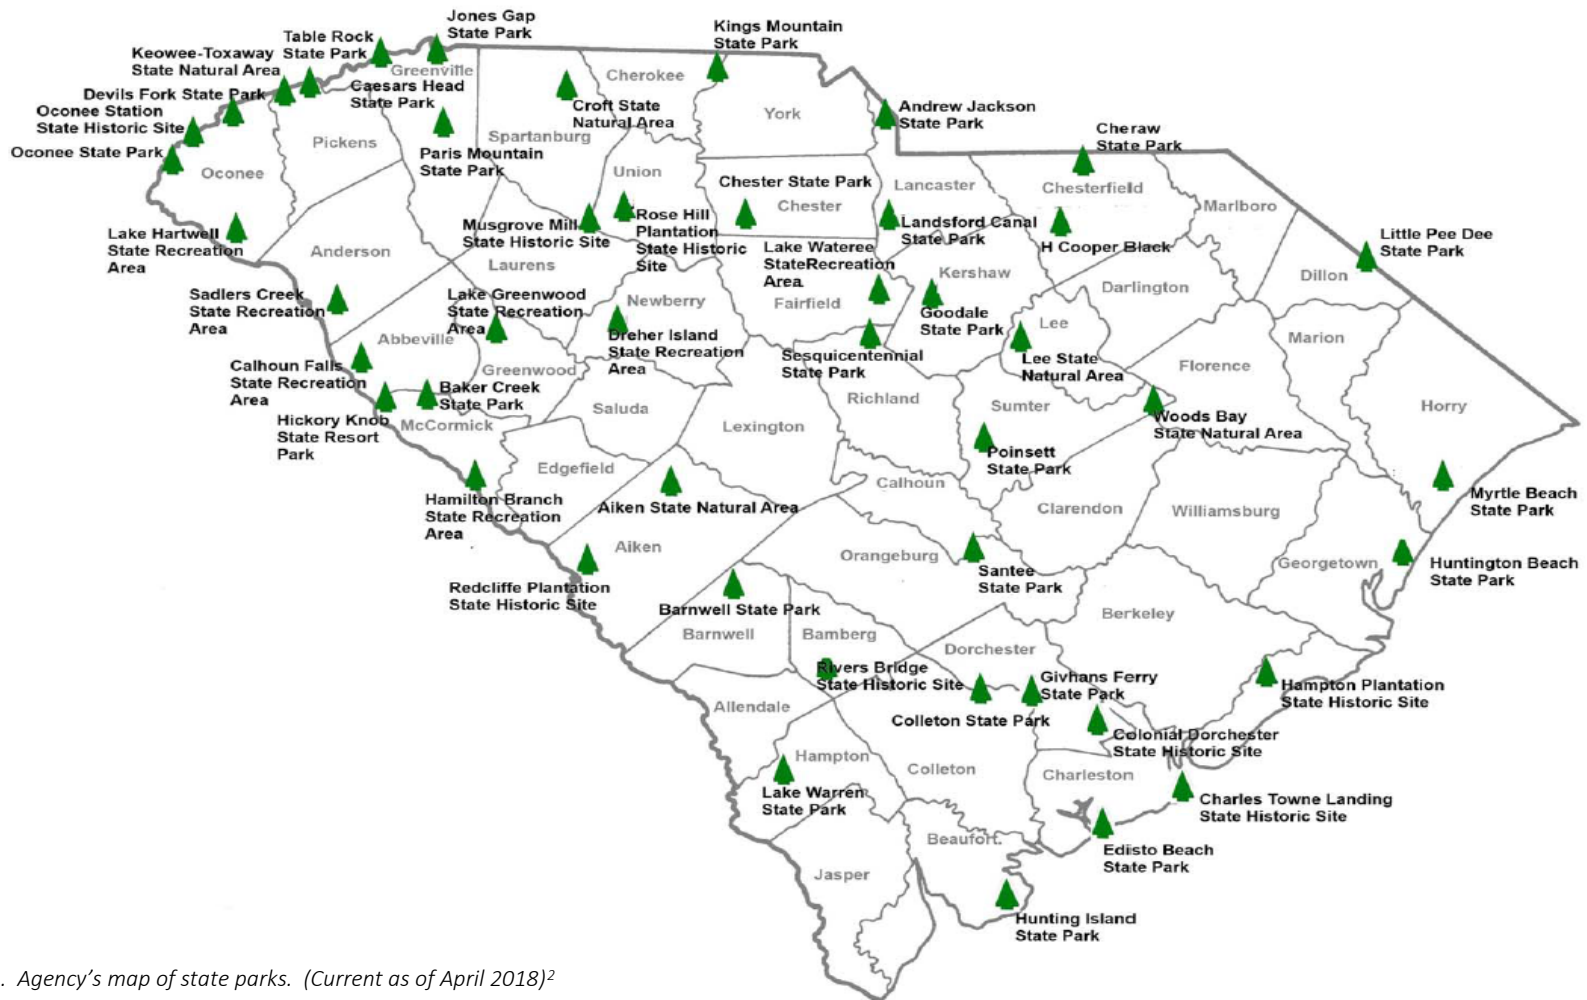 Jones Gap
State Park
Kings Mountain
State Park
Table Rock
State Park
Keowee-Toxaway
State Natural Area
Greenville
Cherokee
Devils Fork State Park
Caesars Head
State Park
Croft State
Natural Area
Oconee Station
State Historic Site
York
Andrew Jackson
State Park
Cheraw
State Park
Oconee State Park
Pickens
Spartanburg
Paris Mountain
State Park
Oconee
Union
Chester State Park
Lancaster
Chesterfield
Chester
Marlboro
Musgrove Mill
State Historic Site
Rose Hill
Plantation
State Historic
Site
Landsford Canal
State Park
H Cooper Black
Little Pee Dee
State Park
Lake Hartwell
State Recreation
Area
Anderson
Laurens
Lake Wateree
StateRecreation
Area
Kershaw
Dillon
Darlington
Sadlers Creek
State Recreation
Area
Lake Greenwood
State Recreation
Area
Newberry
Fairfield
Goodale
State Park
Lee
Marion
Abbeville
Dreher Island
State Recreation
Area
Sesquicentennial
State Park
Lee State
Natural Area
Florence
Calhoun Falls
State Recreation
Area
Greenwood
Baker Creek
State Park
Saluda
Richland
Sumter
Horry
Hickory Knob
State Resort
Park
McCormick
Lexington
Woods Bay
State Natural Area
Poinsett
State Park
Edgefield
Calhoun
Hamilton Branch
State Recreation
Area
Aiken State Natural Area
Clarendon
Williamsburg
Myrtle Beach
State Park
Aiken
Orangeburg
Santee
State Park
Georgetown
Huntington Beach
State Park
Redcliffe Plantation
State Historic Site
Barnwell State Park
Berkeley
Barnwell
Bamberg
Dorchester
Rivers Bridge
State Historic Site
Givhans Ferry
State Park
Hampton Plantation
State Historic Site
Allendale
Colleton State Park
Colonial Dorchester
State Historic Site
Hampton
Colleton
Charleston
Lake Warren
State Park
Charles Towne Landing
State Historic Site
Beaufort.
Edisto Beach
State Park
Jasper
Hunting Island
State Park
. Agency’s map of state parks. (Current as of April 2018)²